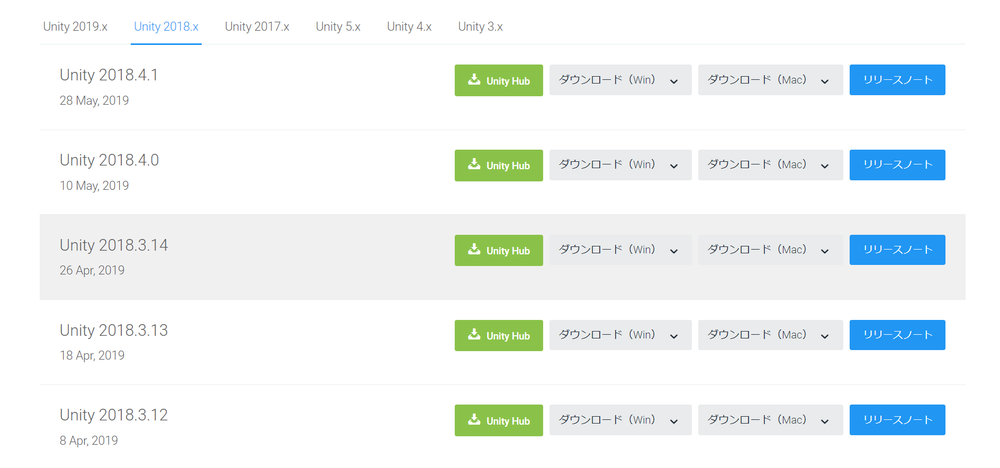 Unity 2019.x Unity 2018.x Unity 2017.x Unity 5.x Unity 4.x Unity 3.x
Unity 2018.4.1 Unity Hub ダウンロード（Win） ダウンロード（Mac） リリースノート
28 May, 2019
Unity 2018.4.0 Unity Hub ダウンロード（Win） ダウンロード（Mac） リリースノート
10 May, 2019
Unity 2018.3.14 Unity Hub ダウンロード（Win） ダウンロード（Mac） リリースノート
26 Apr, 2019
Unity 2018.3.13 Unity Hub ダウンロード（Win） ダウンロード（Mac） リリースノート
18 Apr, 2019
Unity 2018.3.12 Unity Hub ダウンロード（Win） ダウンロード（Mac） リリースノート
8 Apr, 2019